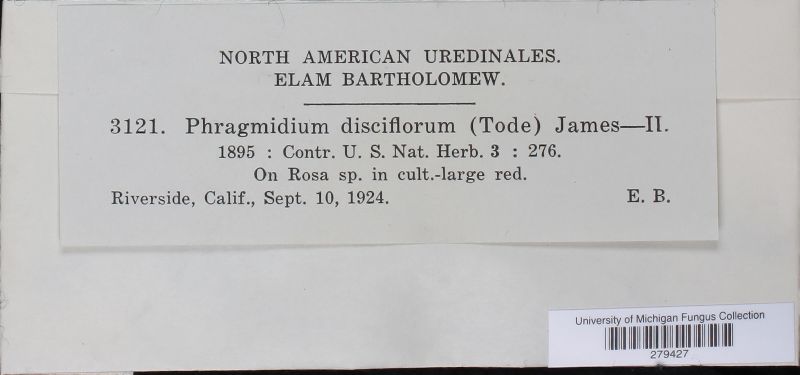 NORTH AMERICAN UREDINALES.
ELAM BARTHOLOMEW.
3121. Phragmidium disciflorum (Tode) James—II.
1895 : Contr. U. S. Nat. Herb. 3 : 276.
On Rosa sp. in cult.-large red.
Riverside, Calif., Sept. 10, 1924. E. B.
University of Michigan Fungus Collection
279427